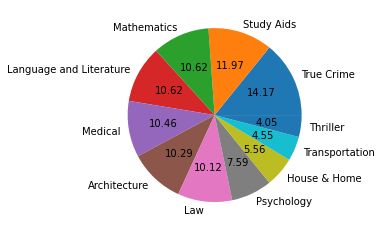 Mathematics
Study Aids
Language and Literature
True Crime
10.62
11.97
10.62
14.17
Medical
10.46
4.05
Thriller
4.55
Transportation
10.29
10.12
7.59
5.56
House & Home
Architecture
Law
Psychology